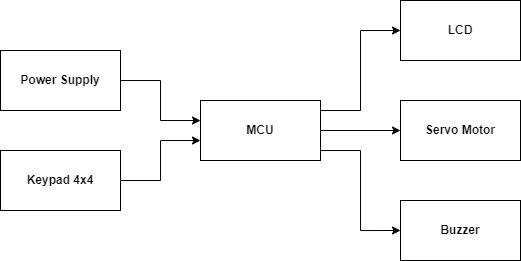 LCD
Power Supply
MCU
Servo Motor
Keypad 4x4
Buzzer